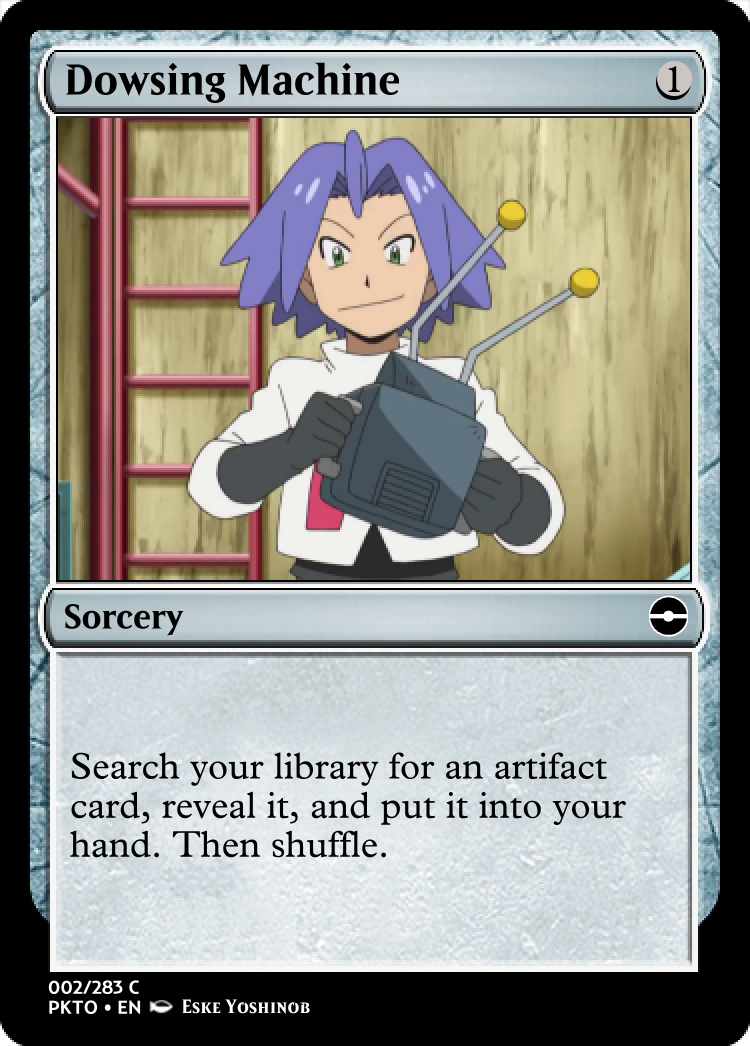 Dowsing Machine 1
Sorcery
Search your library for an artifact
card, reveal it, and put it into your
hand. Then shuffle.
002/283 C
PKTO • EN Eske Yoshinob